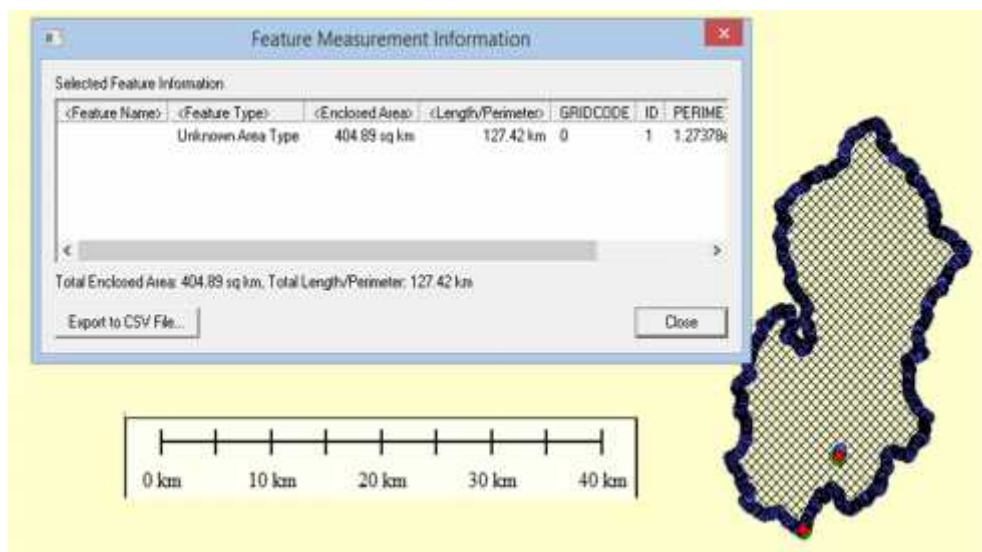 Feature Measurement Information
Selected Feature Information
<Feature Name> <Feature Type> <Enclosed Area> <Length/Perimeter> GRIDCODE ID PERIME
Unknown Area Type 404.89 sq km 127.42 km 0 1 1.27378e
Total Enclosed Area: 404.89 sq km, Total Length/Perimeter: 127.42 km
Export to CSV File... Close
0 km 10 km 20 km 30 km 40 km